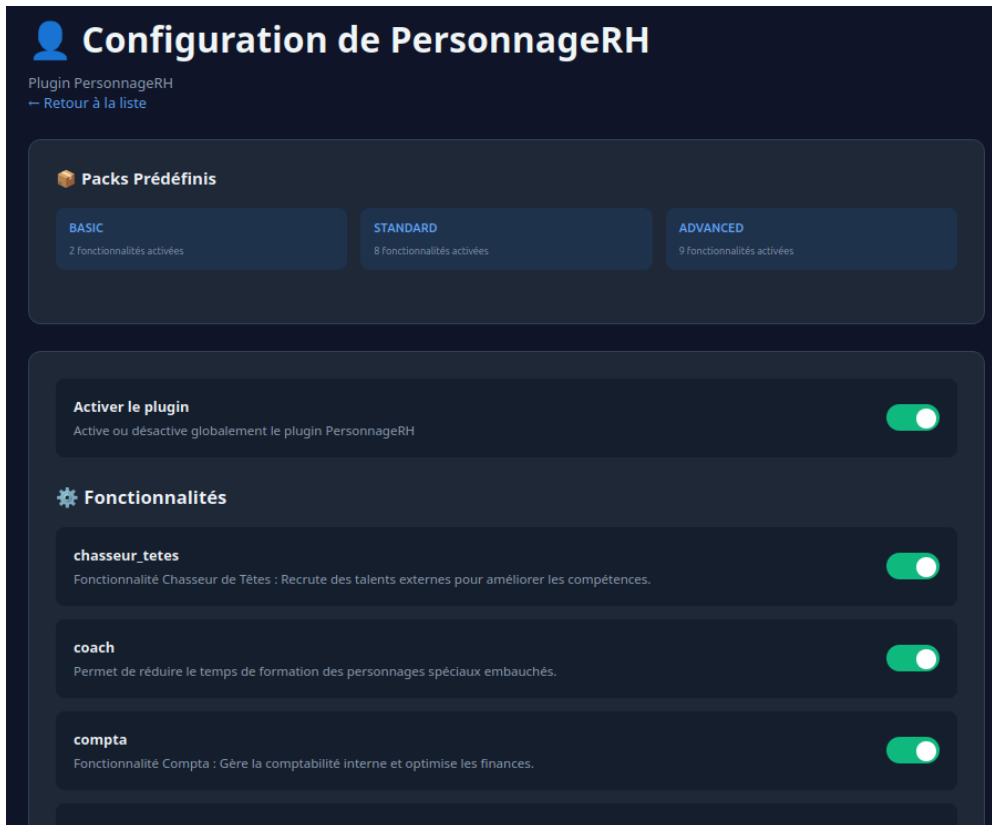 Configuration de PersonnageRH
Plugin PersonnageRH
← Retour à la liste
Packs Prédéfinis
BASIC
2 fonctionnalités activées
STANDARD
8 fonctionnalités activées
ADVANCED
9 fonctionnalités activées
Activer le plugin
Active ou désactive globalement le plugin PersonnageRH
Fonctionnalités
chasseur_tetes
Fonctionnalité Chasseur de Têtes : Recrute des talents externes pour améliorer les compétences.
coach
Permet de réduire le temps de formation des personnages spéciaux embauchés.
compta
Fonctionnalité Compta : Gère la comptabilité interne et optimise les finances.